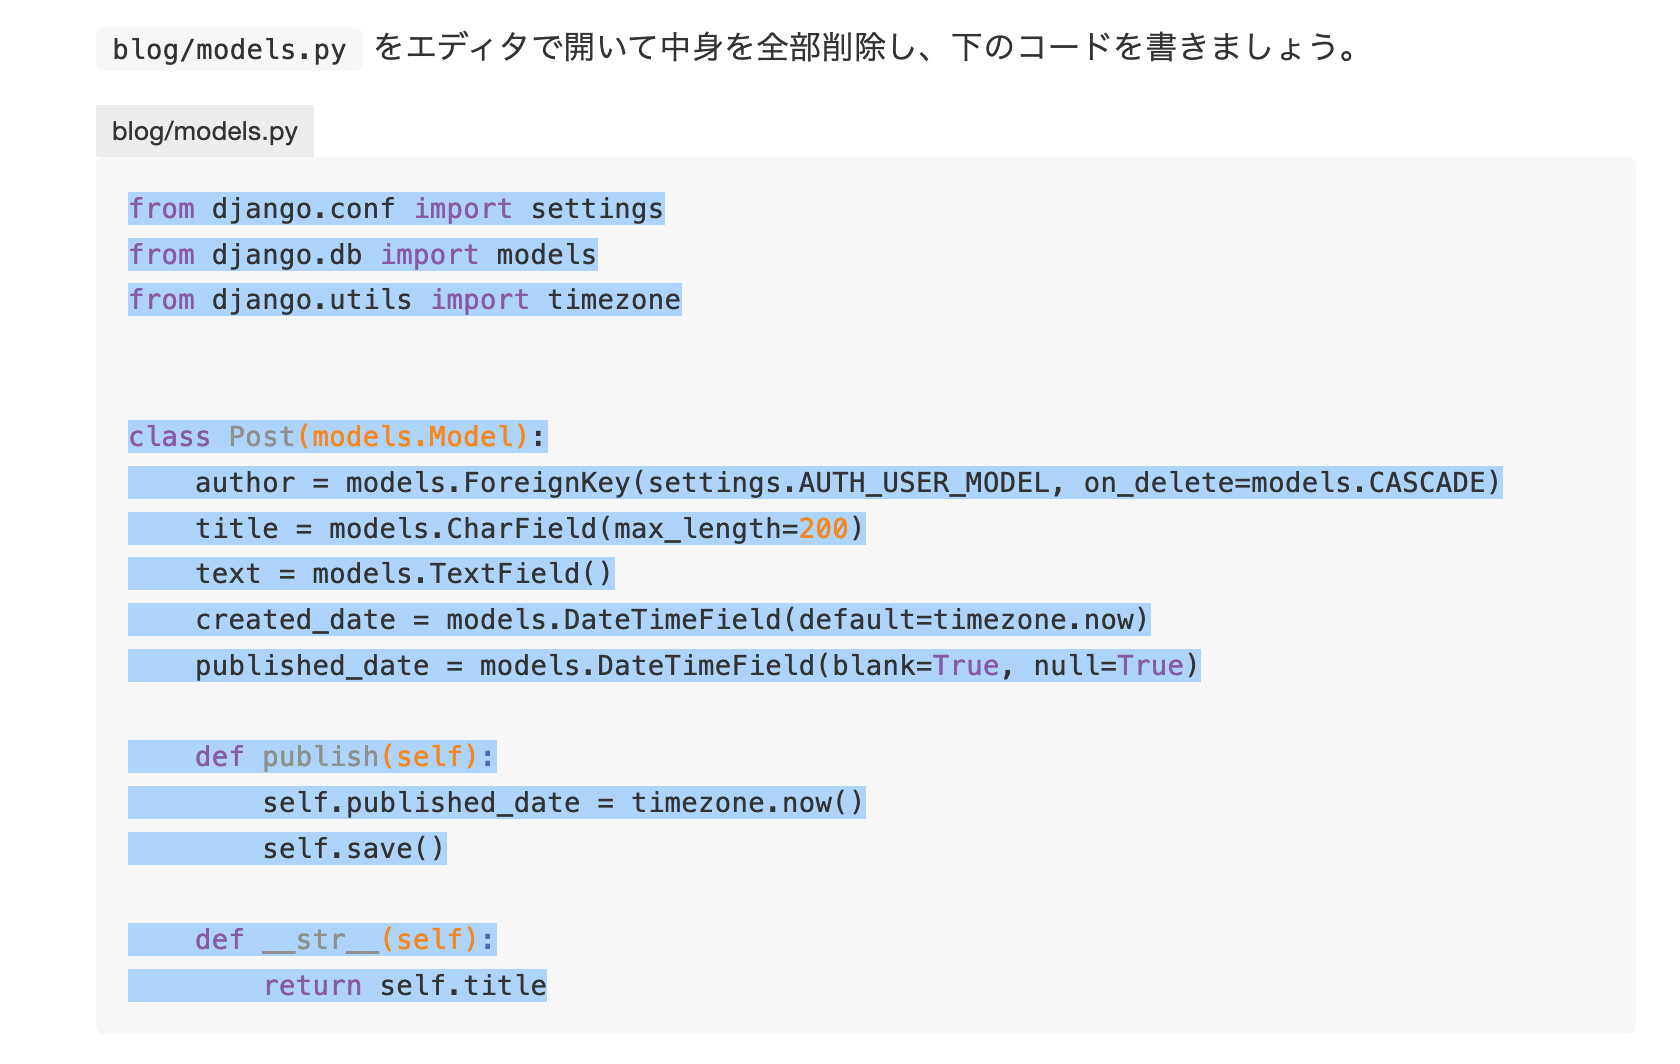 blog/models.py をエディタで開いて中身を全部削除し、下のコードを書きましょう。
blog/models.py
from django.conf import settings
from django.db import models
from django.utils import timezone
class Post(models.Model):
    author = models.ForeignKey(settings.AUTH_USER_MODEL, on_delete=models.CASCADE)
    title = models.CharField(max_length=200)
    text = models.TextField()
    created_date = models.DateTimeField(default=timezone.now)
    published_date = models.DateTimeField(blank=True, null=True)
    def publish(self):
        self.published_date = timezone.now()
        self.save()
    def __str__(self):
        return self.title